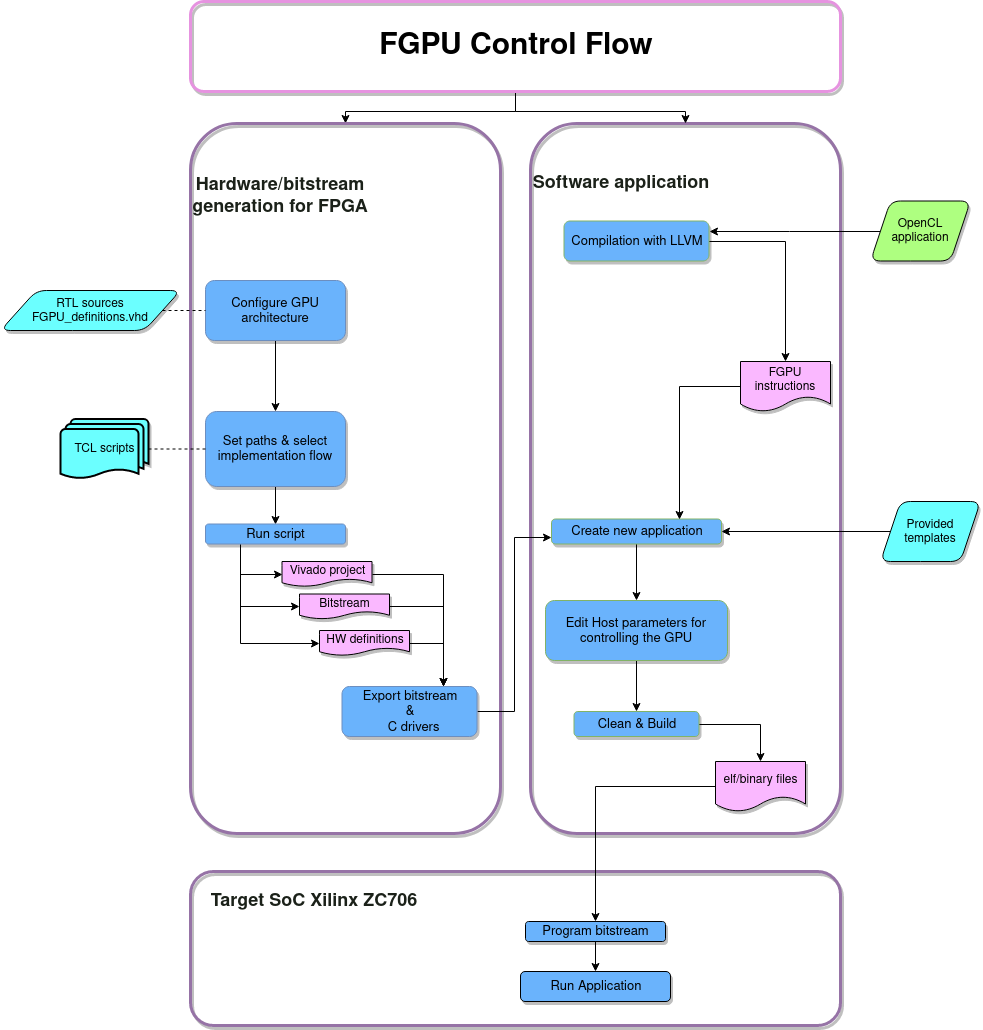 FGPU Control Flow
Hardware/bitstream
generation for FPGA
Software application
OpenCL
application
Compilation with LLVM
RTL sources
FGPU_definitions.vhd
Configure GPU
architecture
FGPU
instructions
TCL scripts
Set paths & select
implementation flow
Run script
Create new application
Provided
templates
Vivado project
Bitstream
HW definitions
Edit Host parameters for
controlling the GPU
Export bitstream
&
C drivers
Clean & Build
elf/binary files
Target SoC Xilinx ZC706
Program bitstream
Run Application